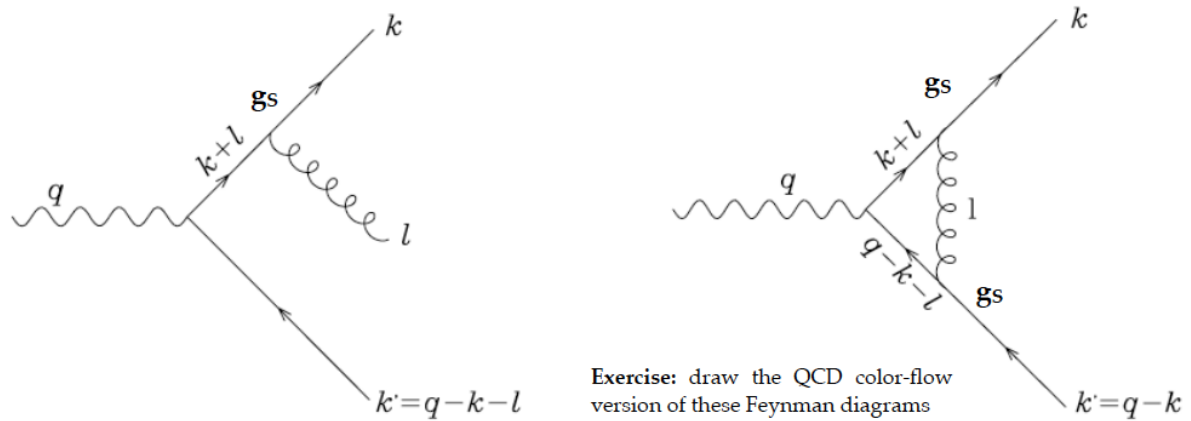 k
gs
k+l
q
l
k'=q−k−l
k
gs
k+l
q
l
q−k−l
gs
Exercise: draw the QCD color-flow
version of these Feynman diagrams
k'=q−k